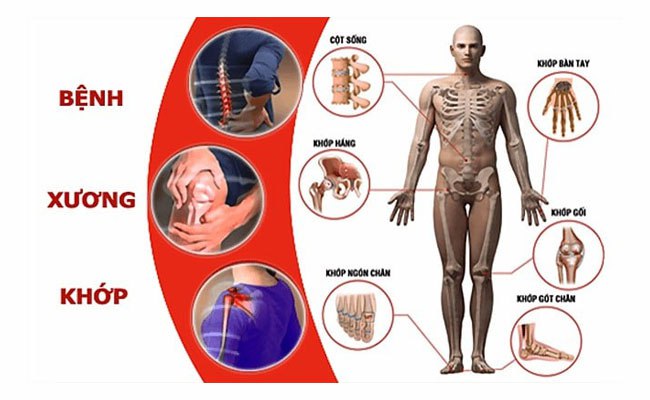 BỆNH
XƯƠNG
KHỚP
CỘT SỐNG
KHỚP BÀN TAY
KHỚP HÁNG
KHỚP GỐI
KHỚP NGÓN CHÂN
KHỚP GÓT CHÂN